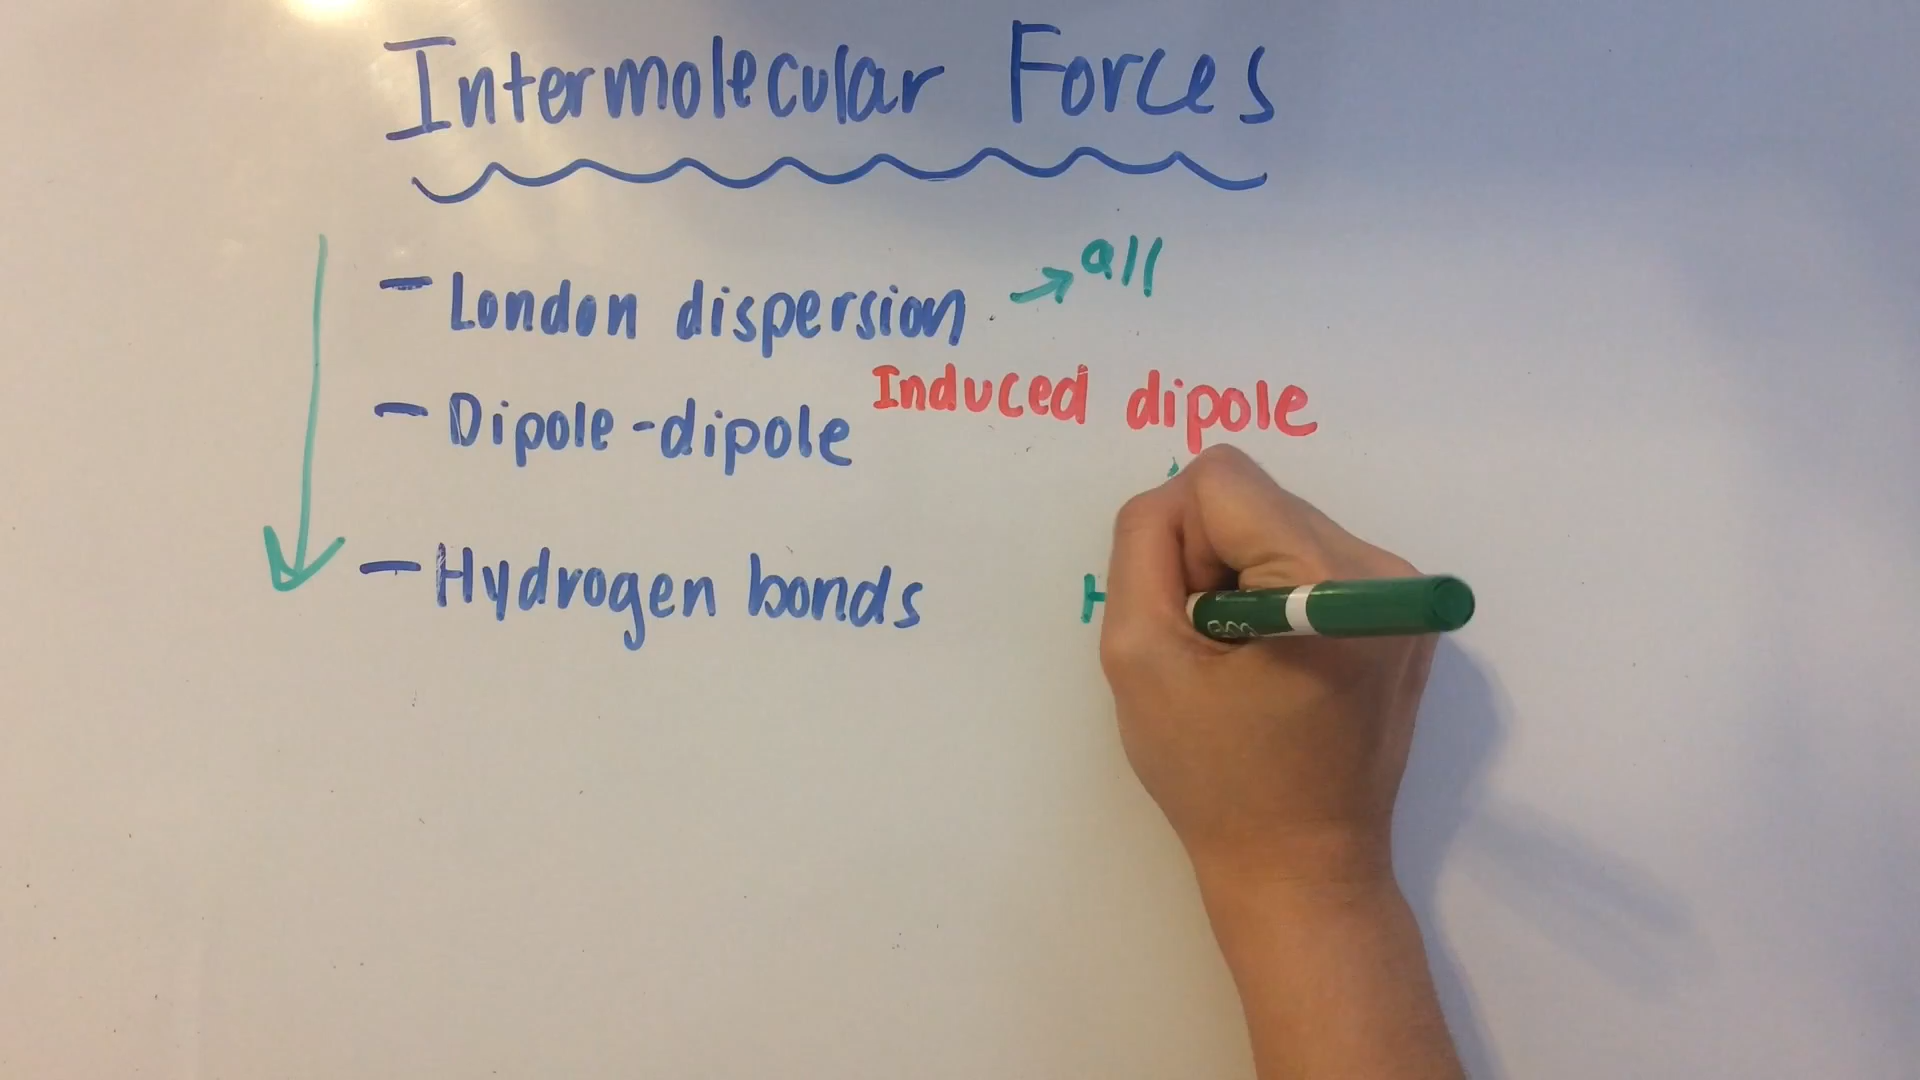 Intermolecular Forces
- London dispersion → all
Induced dipole
- Dipole-dipole
- Hydrogen bonds